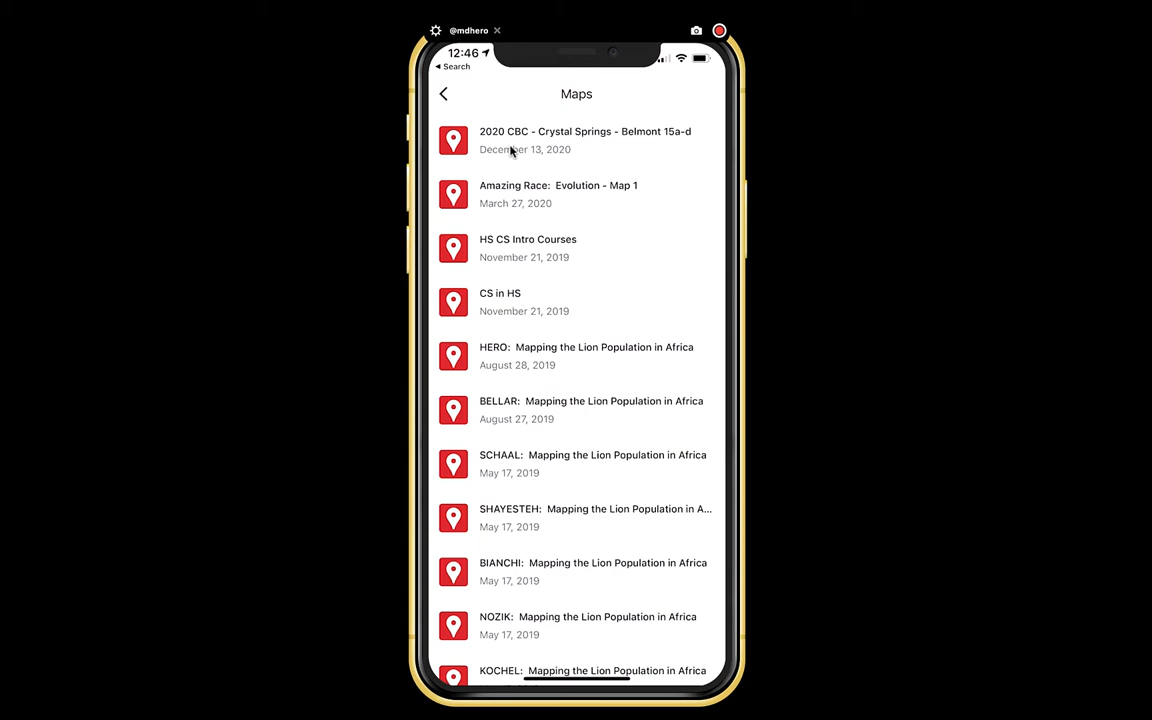 @mdhero
12:46
Search
Maps
2020 CBC - Crystal Springs - Belmont 15a-d
December 13, 2020
Amazing Race: Evolution - Map 1
March 27, 2020
HS CS Intro Courses
November 21, 2019
CS in HS
November 21, 2019
HERO: Mapping the Lion Population in Africa
August 28, 2019
BELLAR: Mapping the Lion Population in Africa
August 27, 2019
SCHAAL: Mapping the Lion Population in Africa
May 17, 2019
SHAYESTEH: Mapping the Lion Population in A...
May 17, 2019
BIANCHI: Mapping the Lion Population in Africa
May 17, 2019
NOZIK: Mapping the Lion Population in Africa
May 17, 2019
KOCHEL: Mapping the Lion Population in Africa